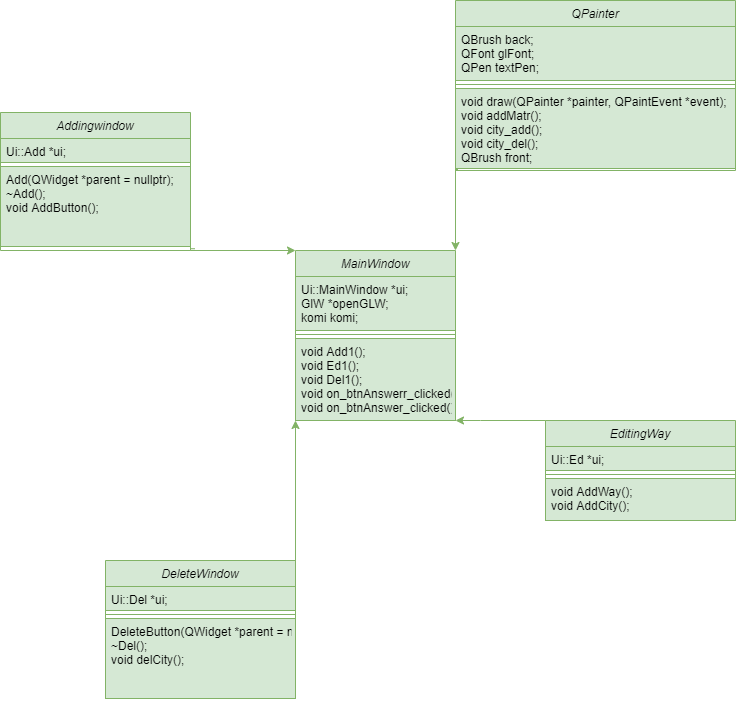 QPainter
QBrush back;
QFont glFont;
QPen textPen;
void draw(QPainter *painter, QPaintEvent *event);
void addMatr();
void city_add();
void city_del();
QBrush front;
Addingwindow
Ui::Add *ui;
Add(QWidget *parent = nullptr);
~Add();
void AddButton();
MainWindow
Ui::MainWindow *ui;
GlW *openGLW;
komi komi;
void Add1();
void Ed1();
void Del1();
void on_btnAnswerr_clicked(
void on_btnAnswer_clicked(
EditingWay
Ui::Ed *ui;
void AddWay();
void AddCity();
DeleteWindow
Ui::Del *ui;
DeleteButton(QWidget *parent = n
~Del();
void delCity();